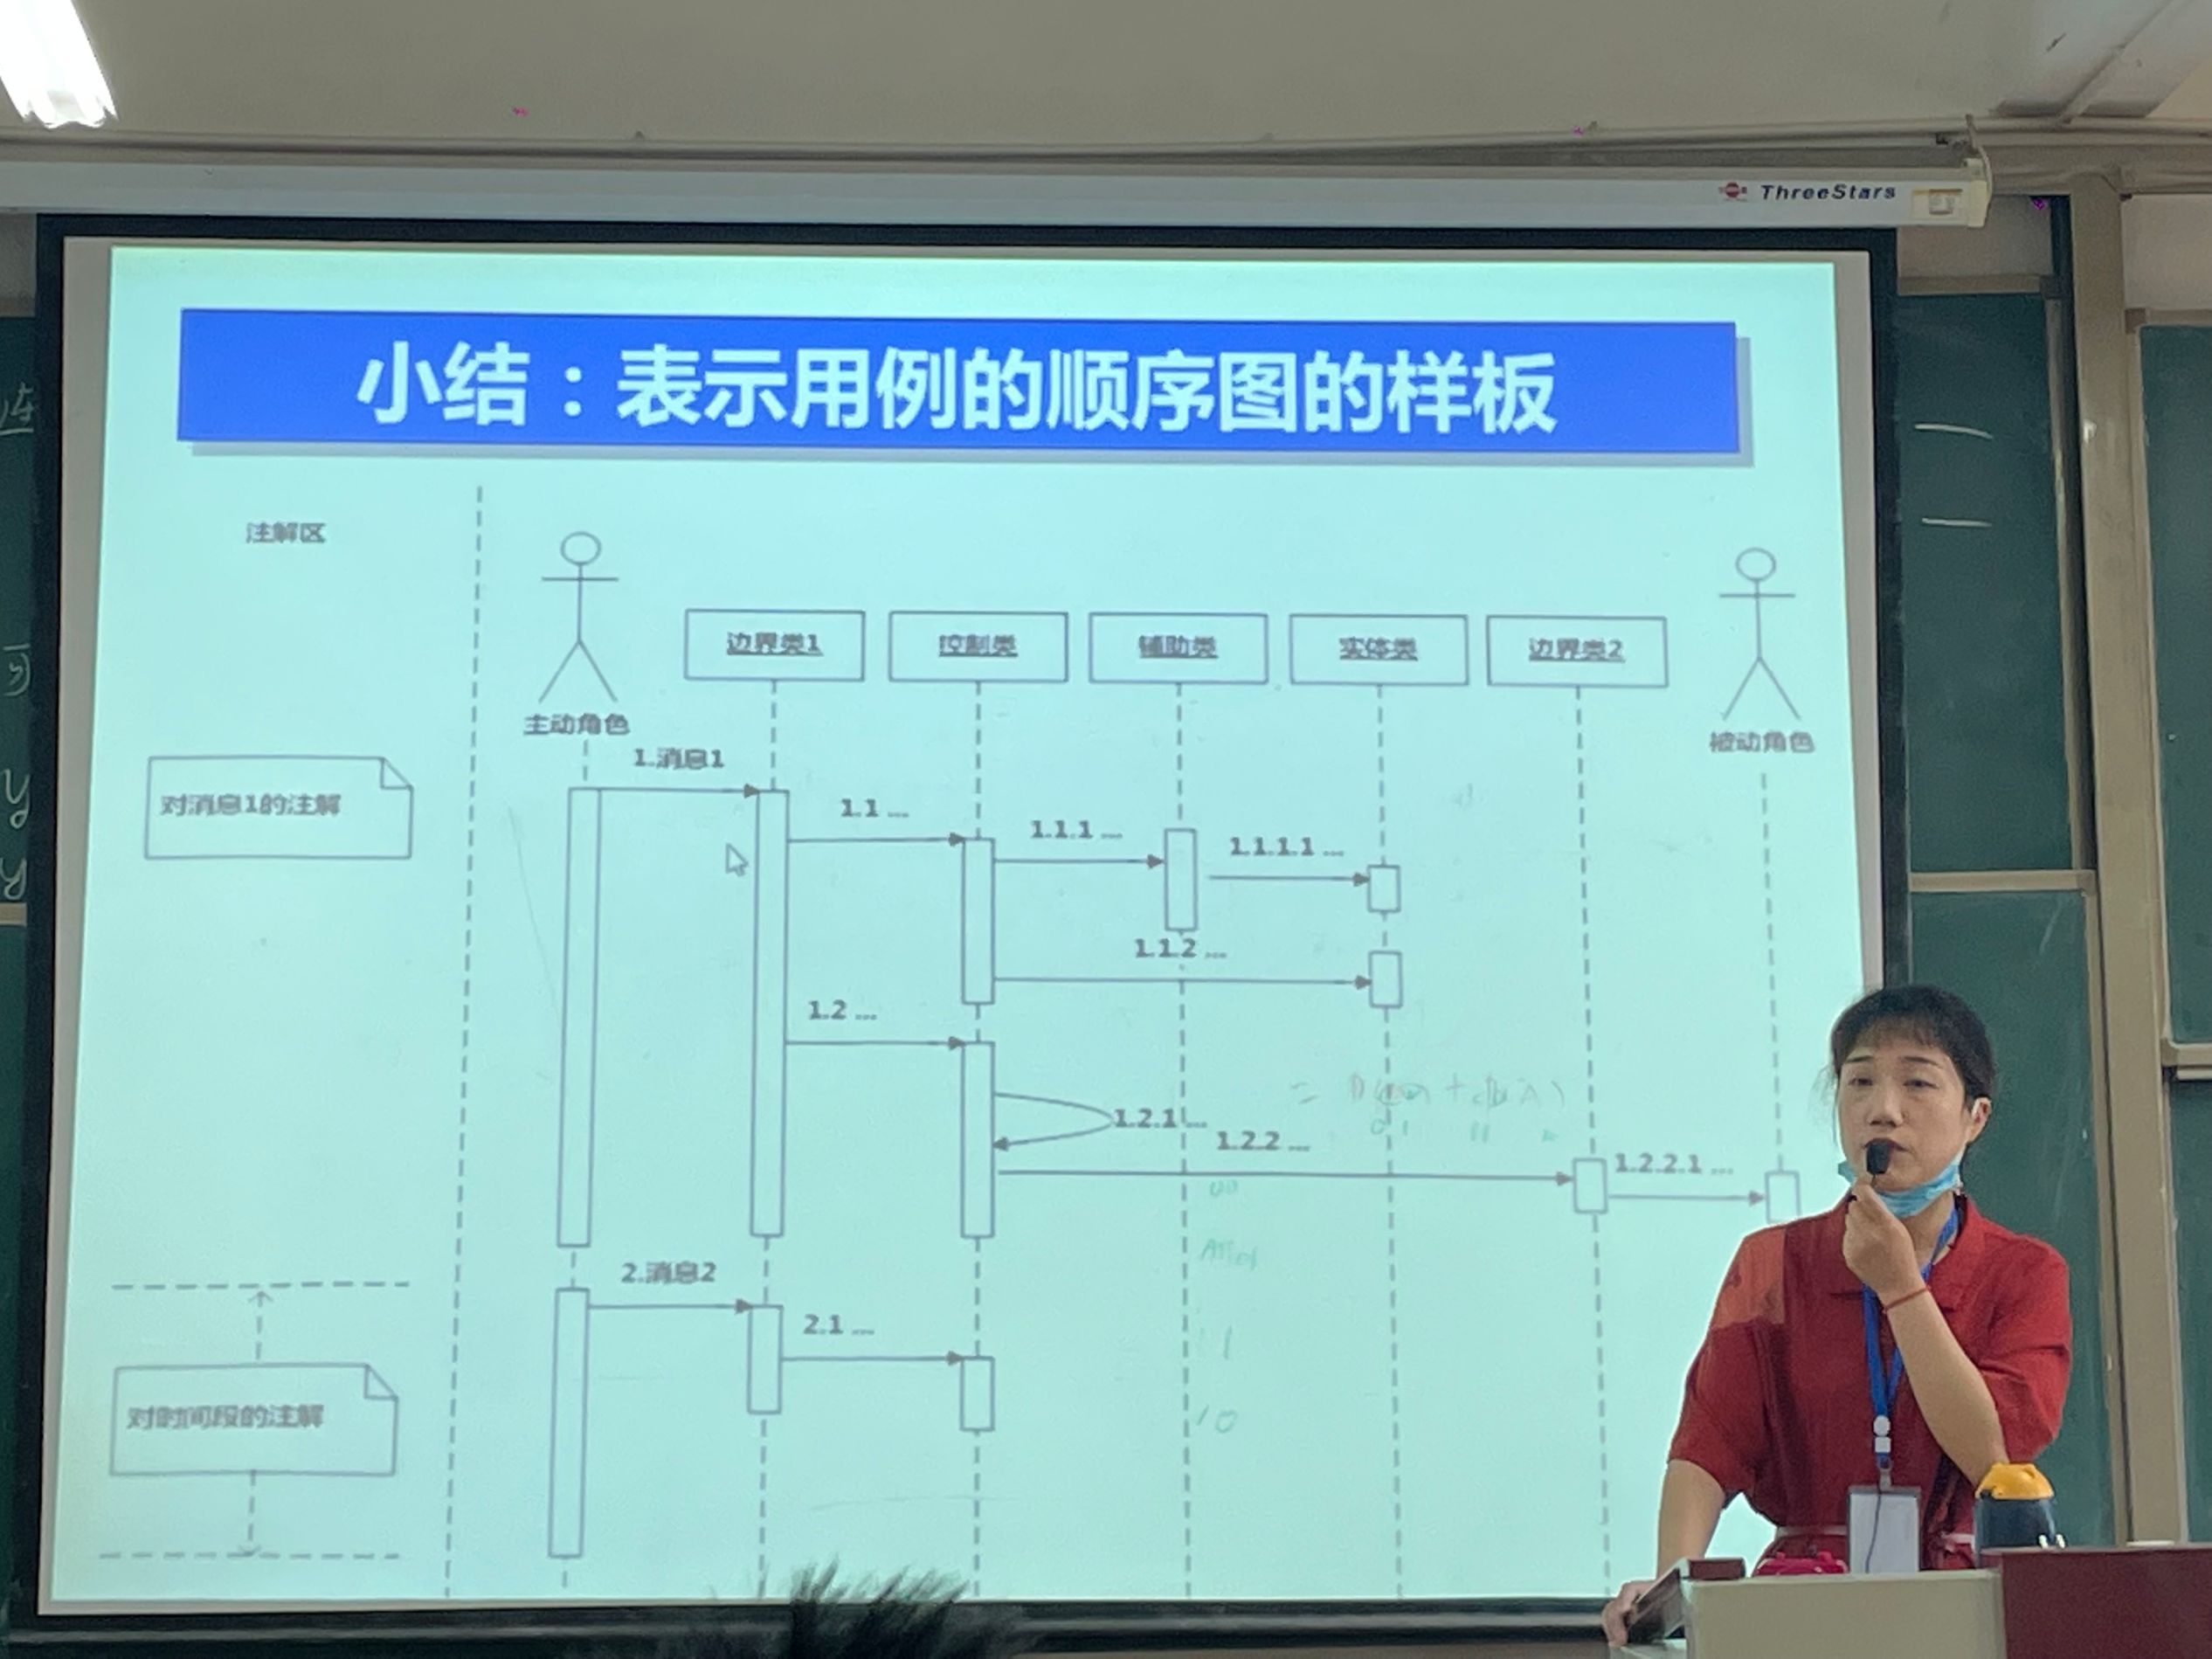 ThreeStars
小结：表示用例的顺序图的样板
注解区
边界类1
控制类
辅助类
实体类
边界类2
主动角色
被动角色
1.消息1
对消息1的注解
1.1 ...
1.1.1 ...
1.1.1.1 ...
1.1.2 ...
1.2 ...
1.2.1 ...
1.2.2 ...
1.2.2.1 ...
2.消息2
2.1 ...
对时间段的注解
10